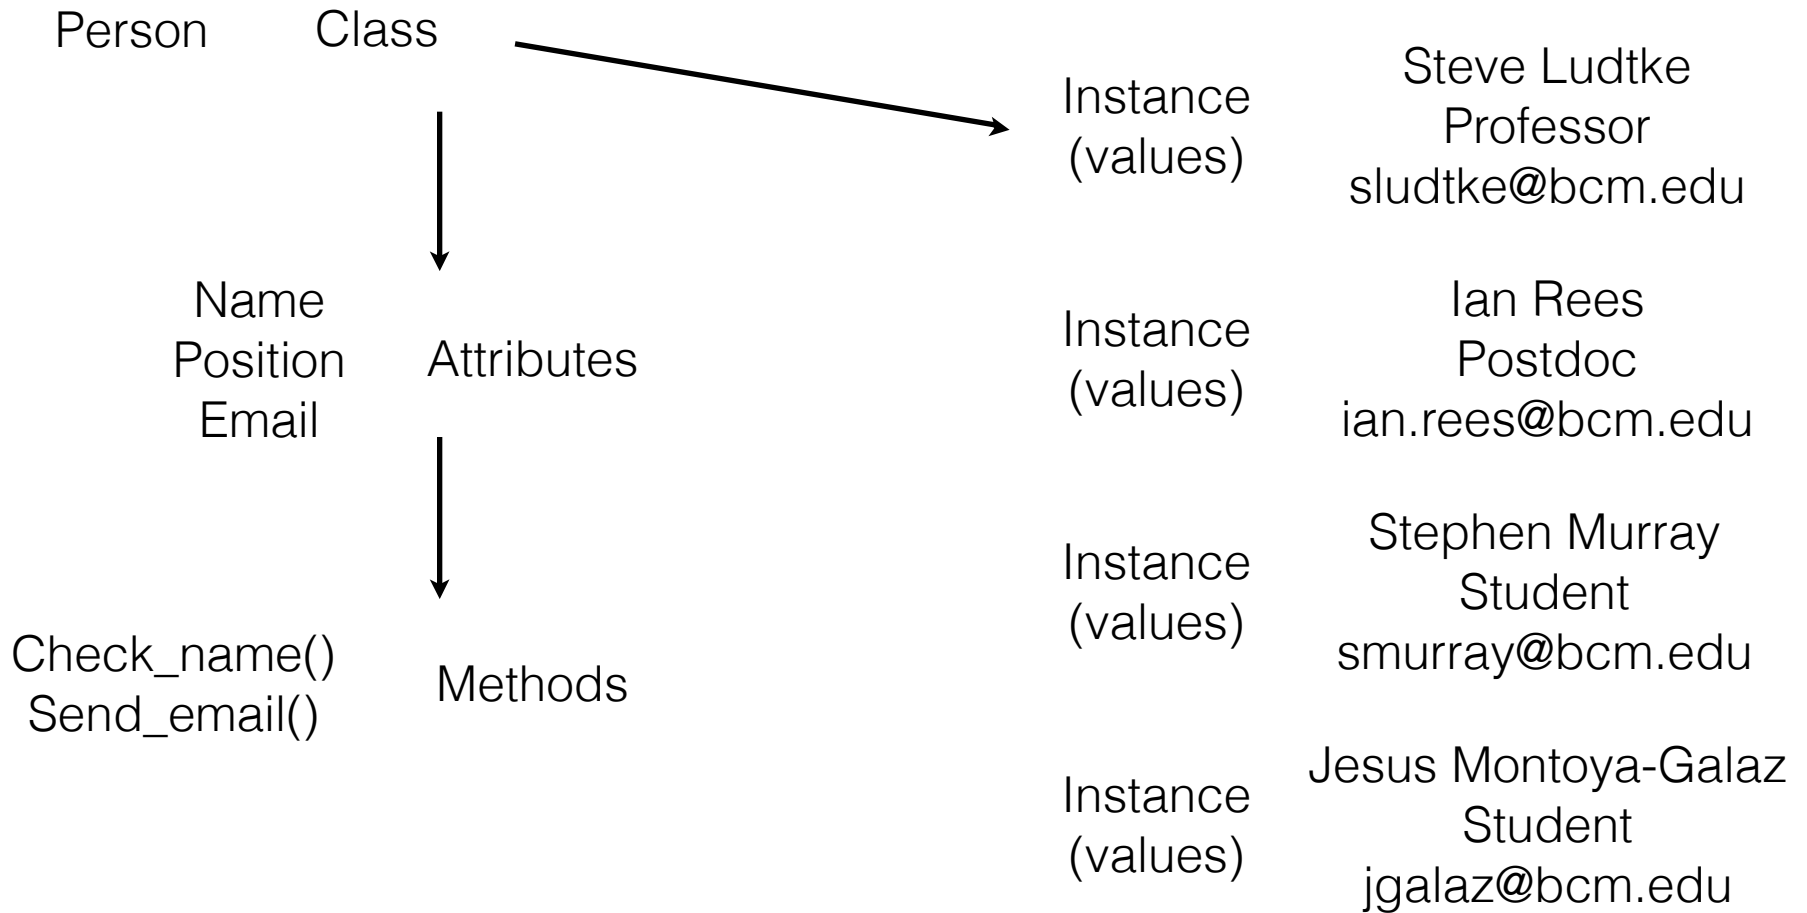 Person Class
Name
Position Attributes
Email
Check_name()
Send_email()
Methods
Instance
(values)
Steve Ludtke
Professor
sludtke@bcm.edu
Instance
(values)
Ian Rees
Postdoc
ian.rees@bcm.edu
Instance
(values)
Stephen Murray
Student
smurray@bcm.edu
Instance
(values)
Jesus Montoya-Galaz
Student
jgalaz@bcm.edu